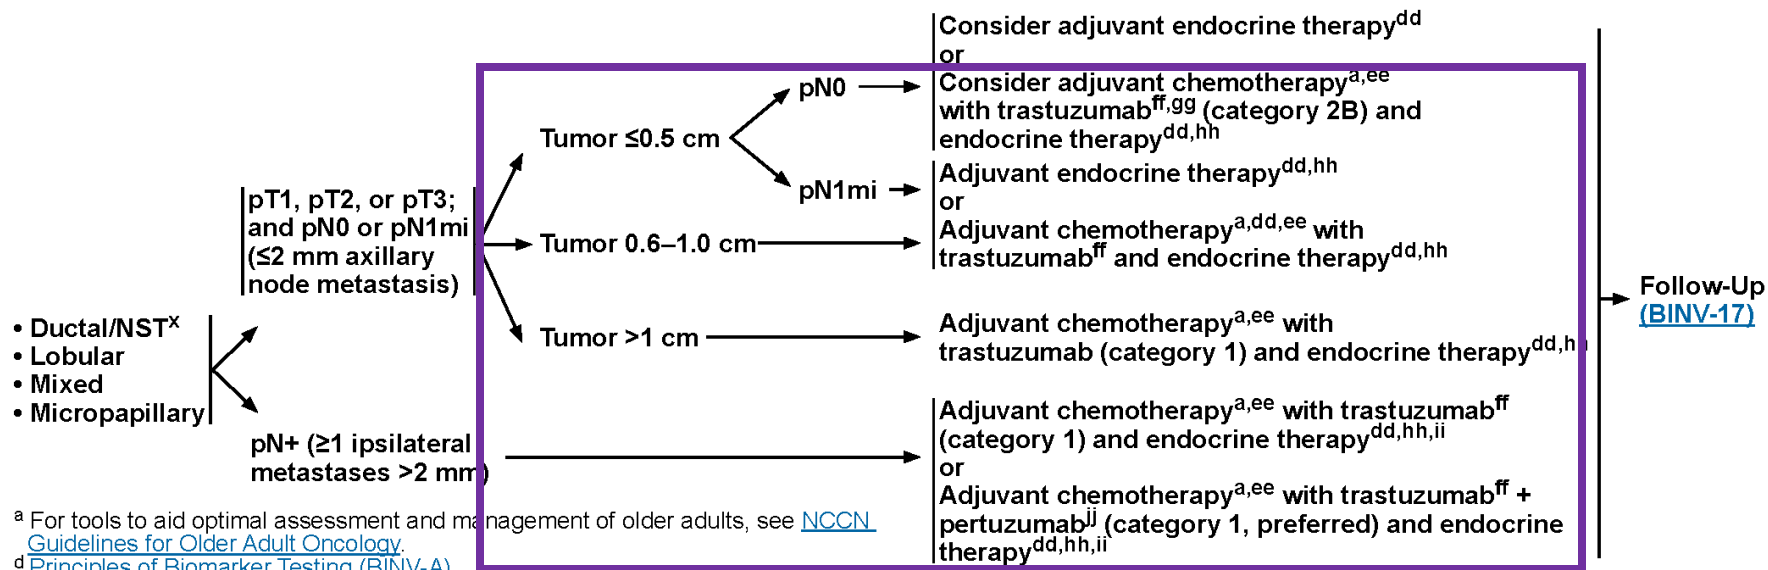 Consider adjuvant endocrine therapydd
or
Consider adjuvant chemotherapya,ee
with trastuzumabff,gg (category 2B) and
endocrine therapydd,hh
pN0
Tumor ≤0.5 cm
pN1mi
Adjuvant endocrine therapydd,hh
or
Adjuvant chemotherapya,dd,ee with
trastuzumabff and endocrine therapydd,hh
pT1, pT2, or pT3;
and pN0 or pN1mi
(≤2 mm axillary
node metastasis)
Tumor 0.6–1.0 cm
Tumor >1 cm
Adjuvant chemotherapya,ee with
trastuzumab (category 1) and endocrine therapydd,h
Follow-Up
(BINV-17)
• Ductal/NSTx
• Lobular
• Mixed
• Micropapillary
pN+ (≥1 ipsilateral
metastases >2 mm)
Adjuvant chemotherapya,ee with trastuzumabff
(category 1) and endocrine therapydd,hh,ii
or
Adjuvant chemotherapya,ee with trastuzumabff +
pertuzumabjj (category 1, preferred) and endocrine
therapydd,hh,ii
a For tools to aid optimal assessment and management of older adults, see NCCN
Guidelines for Older Adult Oncology.
d Principles of Biomarker Testing (BINV-A)